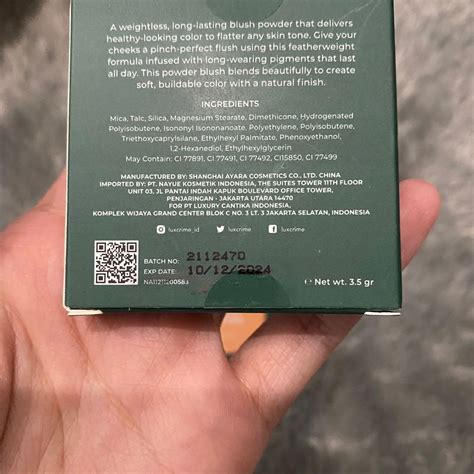 A weightless, long-lasting blush powder that delivers
healthy-looking color to flatter any skin tone. Give your
cheeks a pinch-perfect flush using this featherweight
formula infused with long-wearing pigments that last
all day. This powder blush blends beautifully to create
soft, buildable color with a natural finish.
INGREDIENTS
Mica, Talc, Silica, Magnesium Stearate, Dimethicone, Hydrogenated
Polyisobutene, Isononyl Isononanoate, Polyethylene, Polyisobutene,
Triethoxycaprylsilane, Ethylhexyl Palmitate, Phenoxyethanol,
1,2-Hexanediol, Ethylhexylglycerin
May Contain: CI 77891, CI 77491, CI 77492, CI15850, CI 77499
MANUFACTURED BY: SHANGHAI AYARA COSMETICS CO., LTD. CHINA
IMPORTED BY: PT. NAYUE KOSMETIK INDONESIA, THE SUITES TOWER 11TH FLOOR
UNIT 03, JL PANTAI INDAH KAPUK BOULEVARD OFFICE TOWER,
PENJARINGAN - JAKARTA UTARA 14470
FOR PT LUXURY CANTIKA INDONESIA,
KOMPLEK WIJAYA GRAND CENTER BLOK C NO. 3 LT. 3 JAKARTA SELATAN, INDONESIA
luxcrime_id luxcrime luxcrime
BATCH NO: 2112470
EXP DATE: 10/12/2024
℮ Net wt. 3.5 gr